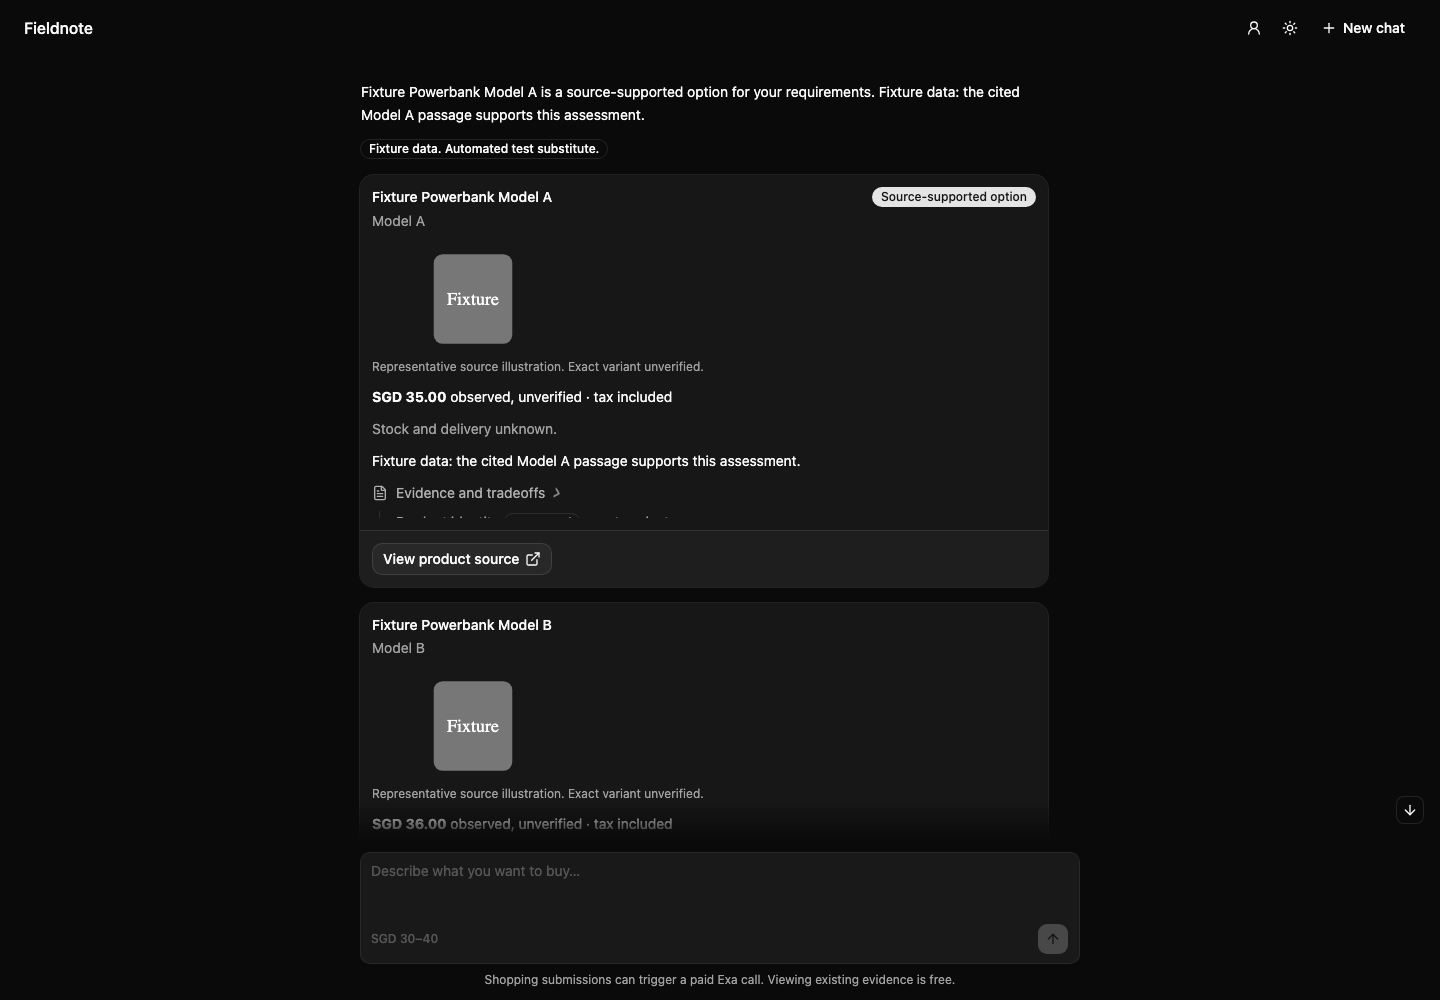 Fieldnote
New chat
Fixture Powerbank Model A is a source-supported option for your requirements. Fixture data: the cited
Model A passage supports this assessment.
Fixture data. Automated test substitute.
Fixture Powerbank Model A
Source-supported option
Model A
Fixture
Representative source illustration. Exact variant unverified.
SGD 35.00 observed, unverified · tax included
Stock and delivery unknown.
Fixture data: the cited Model A passage supports this assessment.
Evidence and tradeoffs
View product source
Fixture Powerbank Model B
Model B
Fixture
Representative source illustration. Exact variant unverified.
SGD 36.00 observed, unverified · tax included
Describe what you want to buy...
SGD 30–40
Shopping submissions can trigger a paid Exa call. Viewing existing evidence is free.